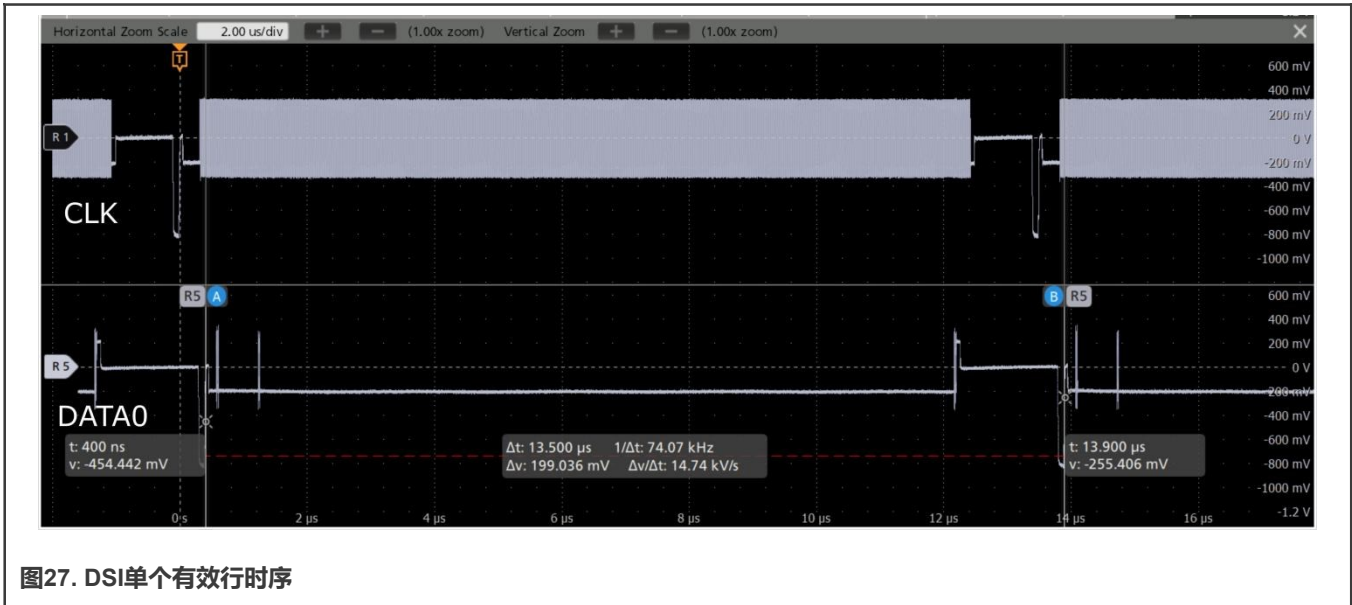 Horizontal Zoom Scale 2.00 us/div + − (1.00x zoom) Vertical Zoom + − (1.00x zoom) ×
T
600 mV
400 mV
200 mV
R 1
0 V
-200 mV
-400 mV
CLK
-600 mV
-800 mV
-1000 mV
R5 A B R5
600 mV
400 mV
200 mV
R 5
0 V
-200 mV
DATA0
-400 mV
t: 400 ns
v: -454.442 mV
Δt: 13.500 µs 1/Δt: 74.07 kHz
Δv: 199.036 mV Δv/Δt: 14.74 kV/s
t: 13.900 µs
v: -255.406 mV
-600 mV
-800 mV
-1000 mV
-1.2 V
0 s 2 µs 4 µs 6 µs 8 µs 10 µs 12 µs 14 µs 16 µs
图27. DSI单个有效行时序